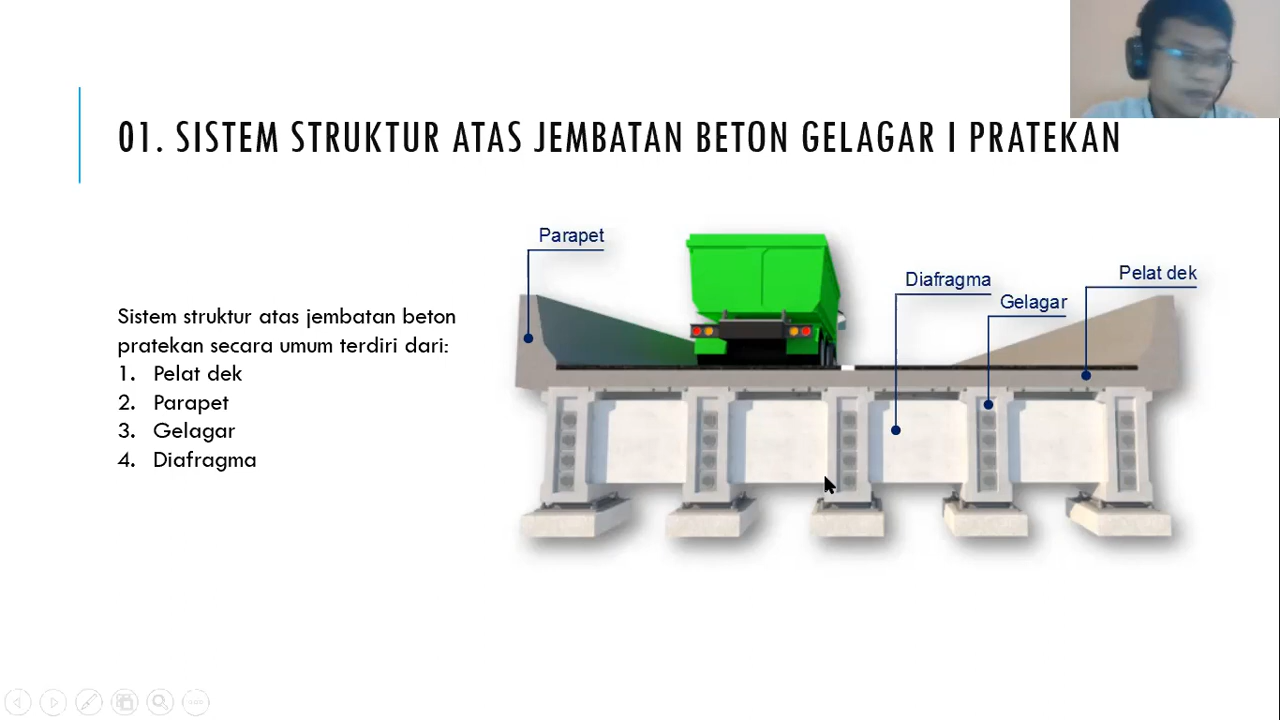 01. SISTEM STRUKTUR ATAS JEMBATAN BETON GELAGAR I PRATEKAN
Sistem struktur atas jembatan beton
pratekan secara umum terdiri dari:
1. Pelat dek
2. Parapet
3. Gelagar
4. Diafragma
Parapet
Diafragma
Gelagar
Pelat dek